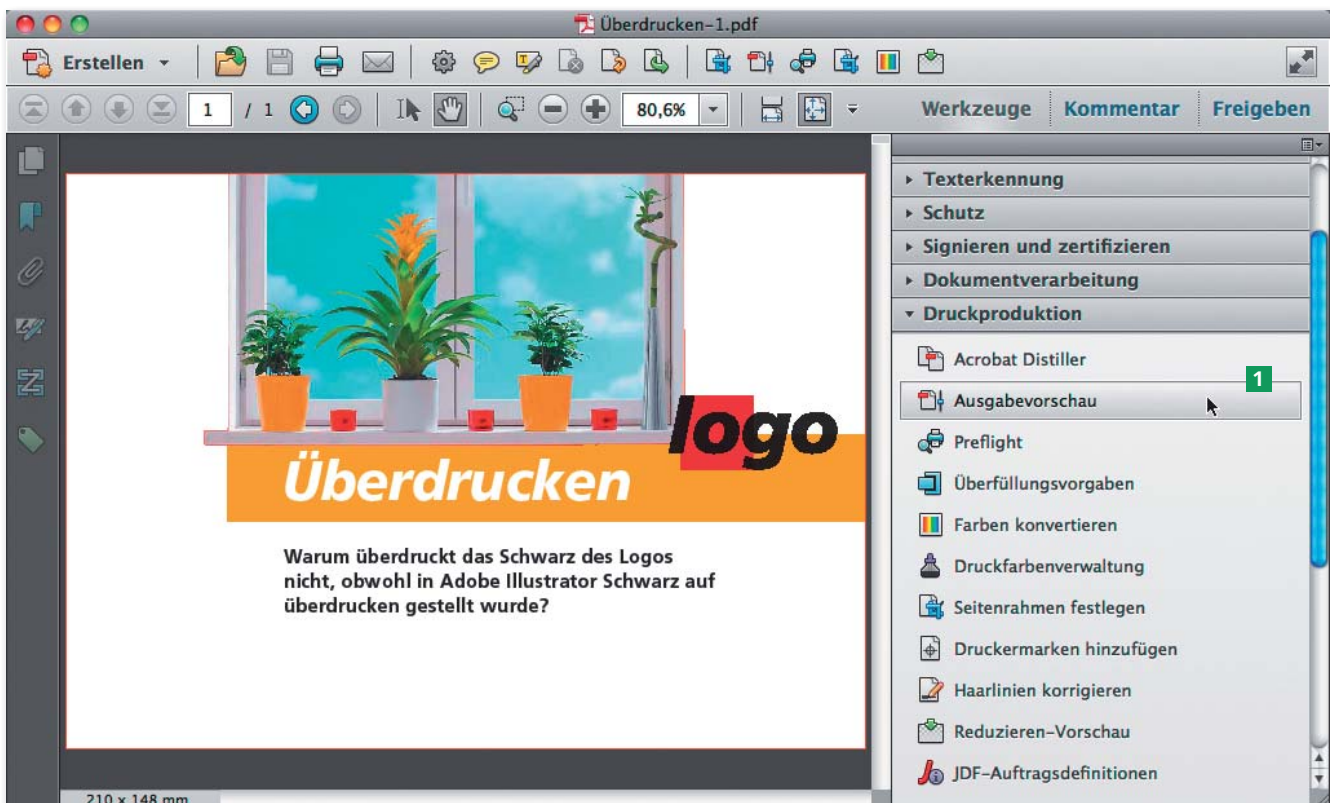 Überdrucken-1.pdf
Erstellen
1 / 1
80,6%
Werkzeuge Kommentar Freigeben
Texterkennung
Schutz
Signieren und zertifizieren
Dokumentverarbeitung
Druckproduktion
Acrobat Distiller
1
Ausgabevorschau
Preflight
Überfüllungsvorgaben
Farben konvertieren
Druckfarbenverwaltung
Seitenrahmen festlegen
Druckermarken hinzufügen
Haarlinien korrigieren
Reduzieren-Vorschau
JDF-Auftragsdefinitionen
logo
Überdrucken
Warum überdruckt das Schwarz des Logos
nicht, obwohl in Adobe Illustrator Schwarz auf
überdrucken gestellt wurde?
210 x 148 mm